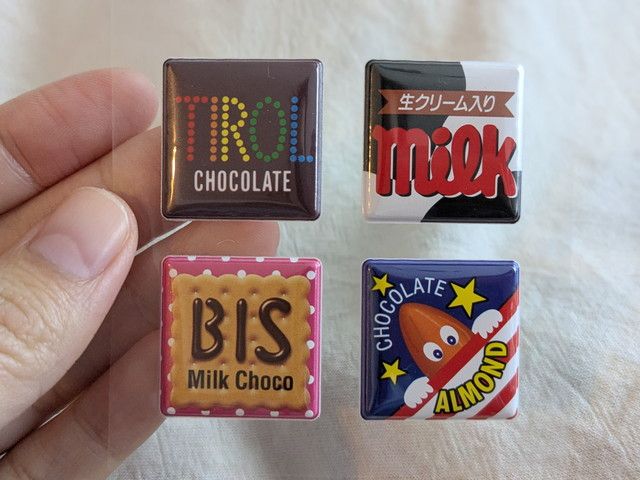 TIROL
CHOCOLATE
生クリーム入り
milk
BIS
Milk Choco
CHOCOLATE
ALMOND